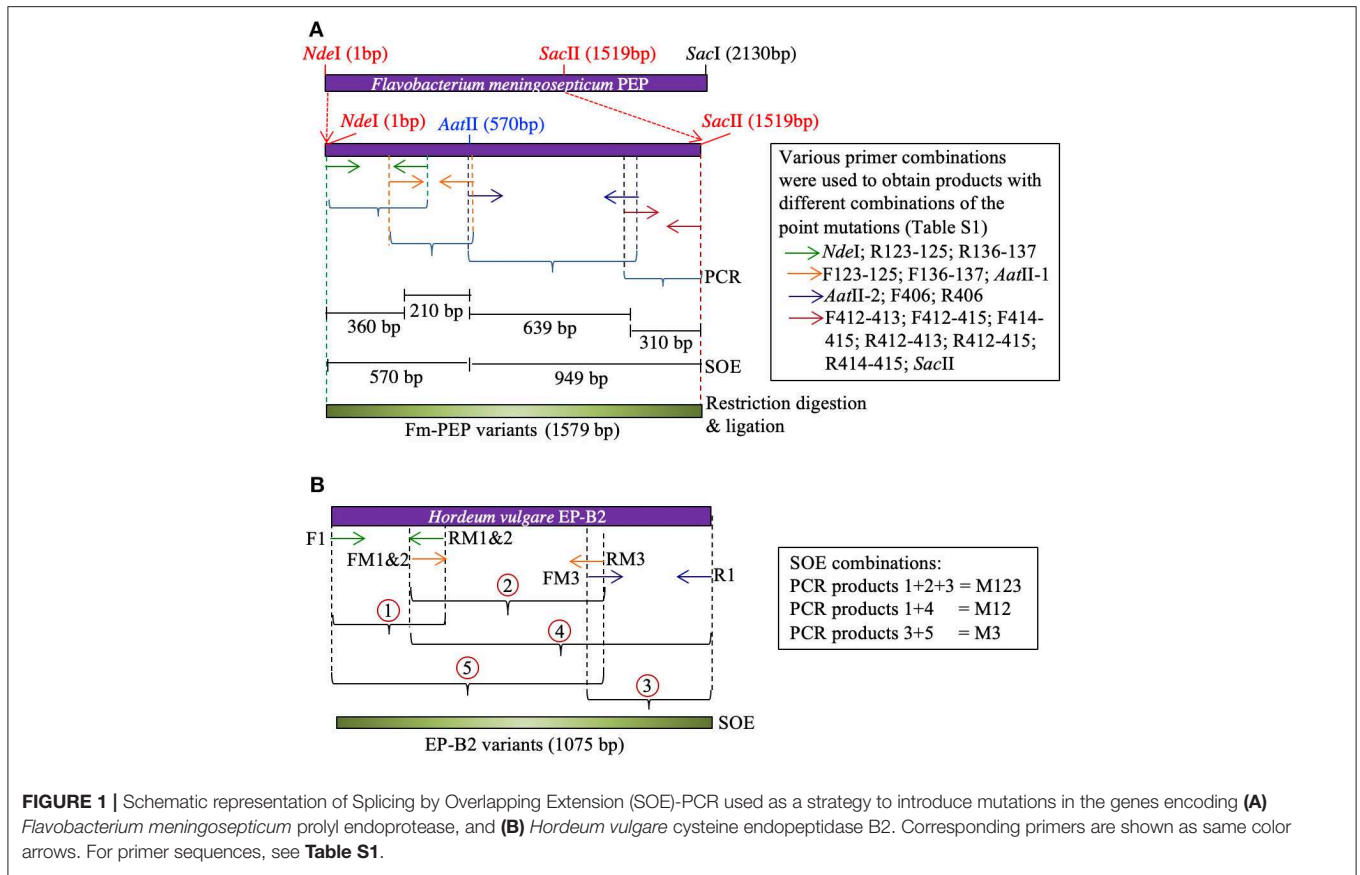 A
NdeI (1bp)
SacII (1519bp)
SacI (2130bp)
Flavobacterium meningosepticum PEP
NdeI (1bp)
AatII (570bp)
SacII (1519bp)
PCR
210 bp
360 bp
639 bp
310 bp
SOE
570 bp
949 bp
Restriction digestion
& ligation
Fm-PEP variants (1579 bp)
Various primer combinations
were used to obtain products with
different combinations of the
point mutations (Table S1)
NdeI; R123-125; R136-137
F123-125; F136-137; AatII-1
AatII-2; F406; R406
F412-413; F412-415; F414-
415; R412-413; R412-415;
R414-415; SacII
B
Hordeum vulgare EP-B2
F1
RM1&2
FM1&2
RM3
FM3
R1
2
1
4
5
3
SOE
EP-B2 variants (1075 bp)
SOE combinations:
PCR products 1+2+3 = M123
PCR products 1+4 = M12
PCR products 3+5 = M3
FIGURE 1 | Schematic representation of Splicing by Overlapping Extension (SOE)-PCR used as a strategy to introduce mutations in the genes encoding (A)
Flavobacterium meningosepticum prolyl endoprotease, and (B) Hordeum vulgare cysteine endopeptidase B2. Corresponding primers are shown as same color
arrows. For primer sequences, see Table S1.